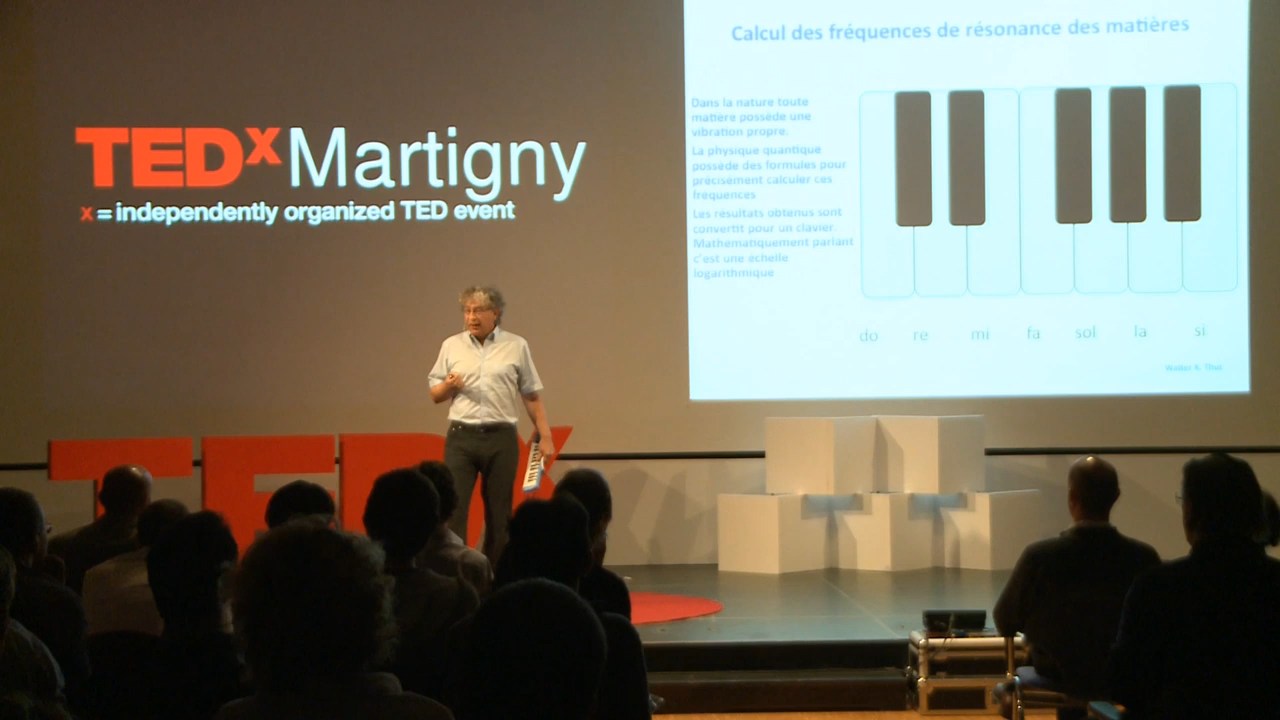 TEDxMartigny
x = independently organized TED event
Calcul des fréquences de résonance des matières
Dans la nature toute
matière possède une
vibration propre.
La physique quantique
possède des formules pour
précisément calculer ces
fréquences
Les résultats obtenus sont
convertit pour un clavier.
Mathématiquement parlant
c'est une échelle
logarithmique
do re mi fa sol la si
TEDX